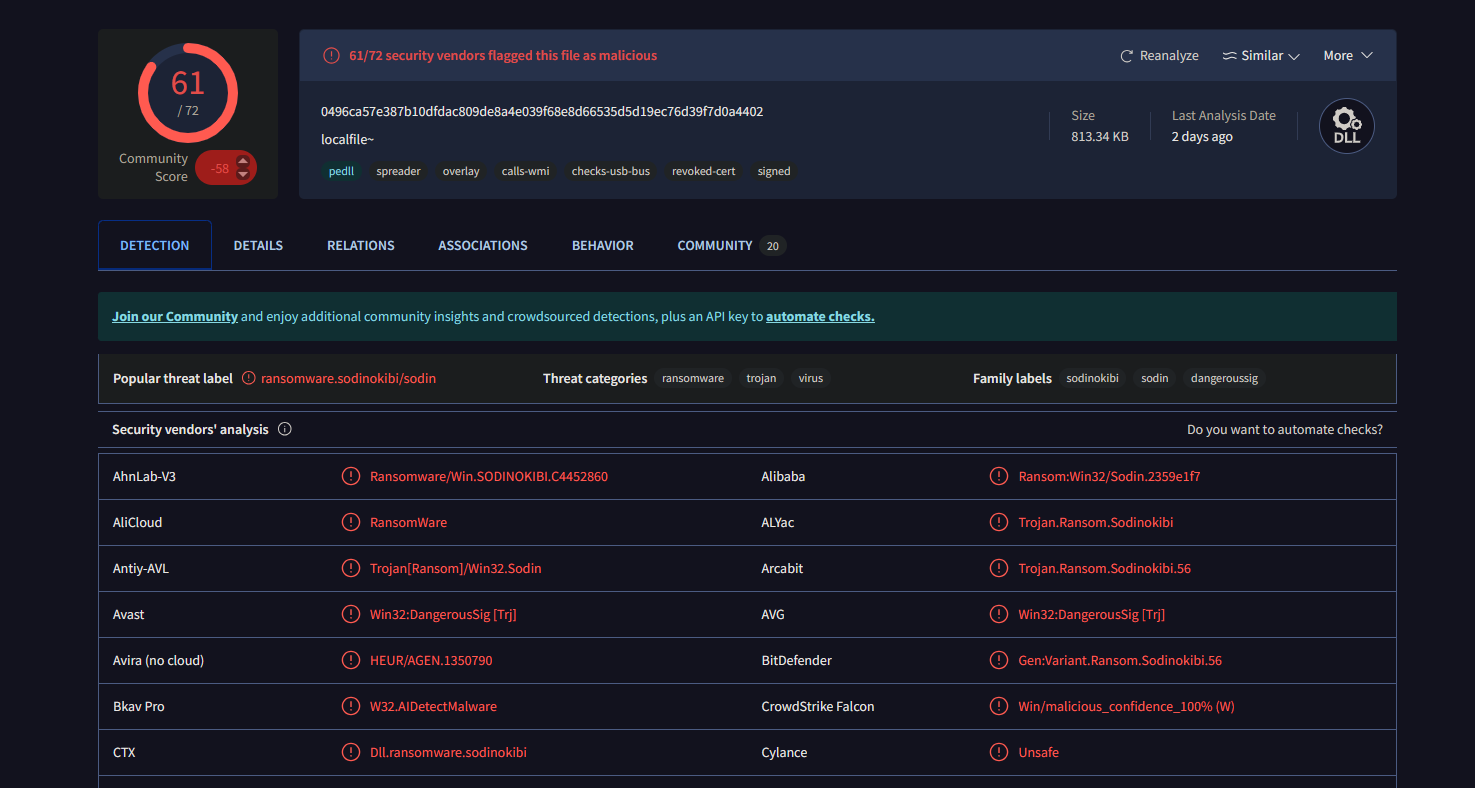 61
/ 72
Community Score
-58
61/72 security vendors flagged this file as malicious
Reanalyze
Similar
More
0496ca57e387b10dfdac809de8a4e039f68e8d66535d5d19ec76d39f7d0a4402
localfile~
pedll spreader overlay calls-wmi checks-usb-bus revoked-cert signed
Size
813.34 KB
Last Analysis Date
2 days ago
DLL
DETECTION DETAILS RELATIONS ASSOCIATIONS BEHAVIOR COMMUNITY 20
Join our Community and enjoy additional community insights and crowdsourced detections, plus an API key to automate checks.
Popular threat label ransomware.sodinokibi/sodin Threat categories ransomware trojan virus Family labels sodinokibi sodin dangeroussig
Security vendors' analysis Do you want to automate checks?
AhnLab-V3 Ransomware/Win.SODINOKIBI.C4452860 Alibaba Ransom:Win32/Sodin.2359e1f7
AliCloud RansomWare ALYac Trojan.Ransom.Sodinokibi
Antiy-AVL Trojan[Ransom]/Win32.Sodin Arcabit Trojan.Ransom.Sodinokibi.56
Avast Win32:DangerousSig [Trj] AVG Win32:DangerousSig [Trj]
Avira (no cloud) HEUR/AGEN.1350790 BitDefender Gen:Variant.Ransom.Sodinokibi.56
Bkav Pro W32.AIDetectMalware CrowdStrike Falcon Win/malicious_confidence_100% (W)
CTX Dll.ransomware.sodinokibi Cylance Unsafe